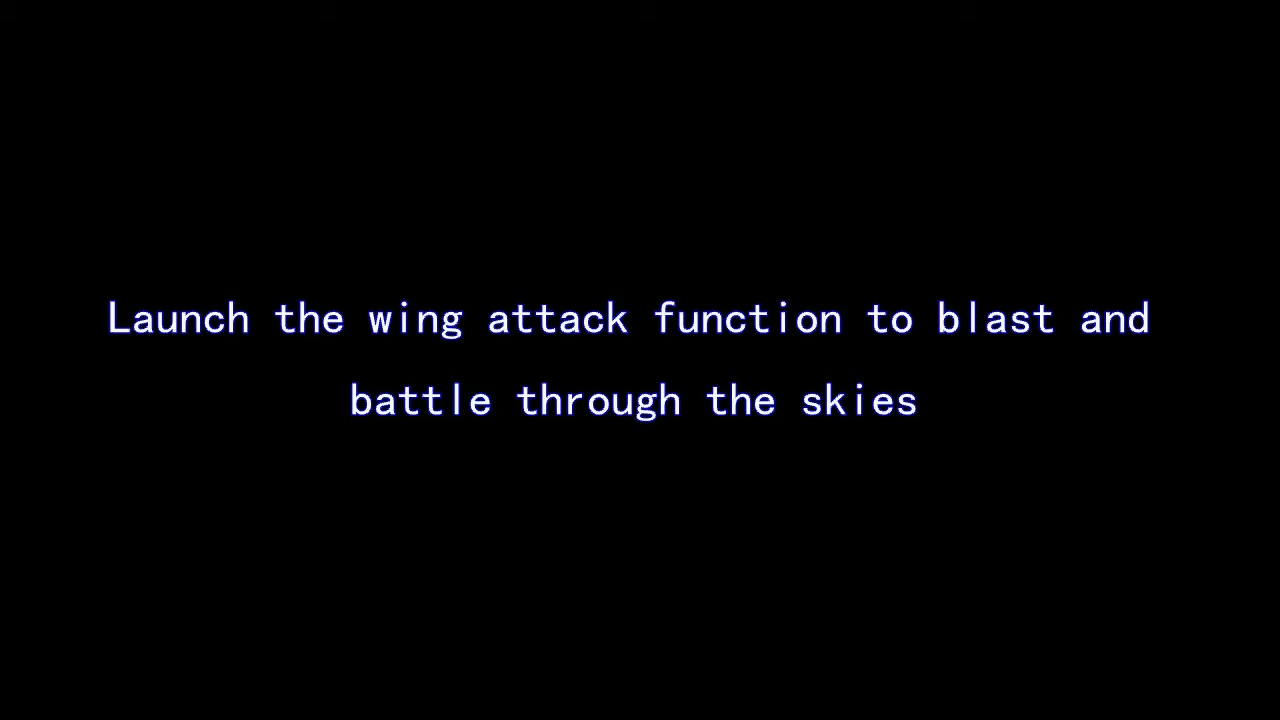 Launch the wing attack function to blast and
battle through the skies